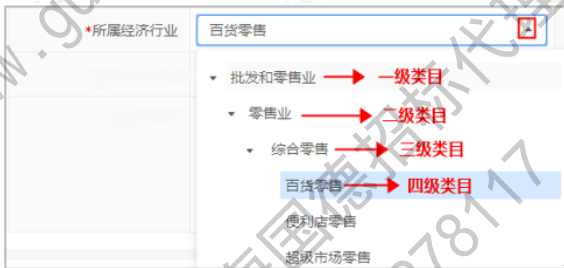 *所属经济行业 百货零售
批发和零售业 一级类目
零售业 二级类目
综合零售 三级类目
百货零售 四级类目
便利店零售
超级市场零售